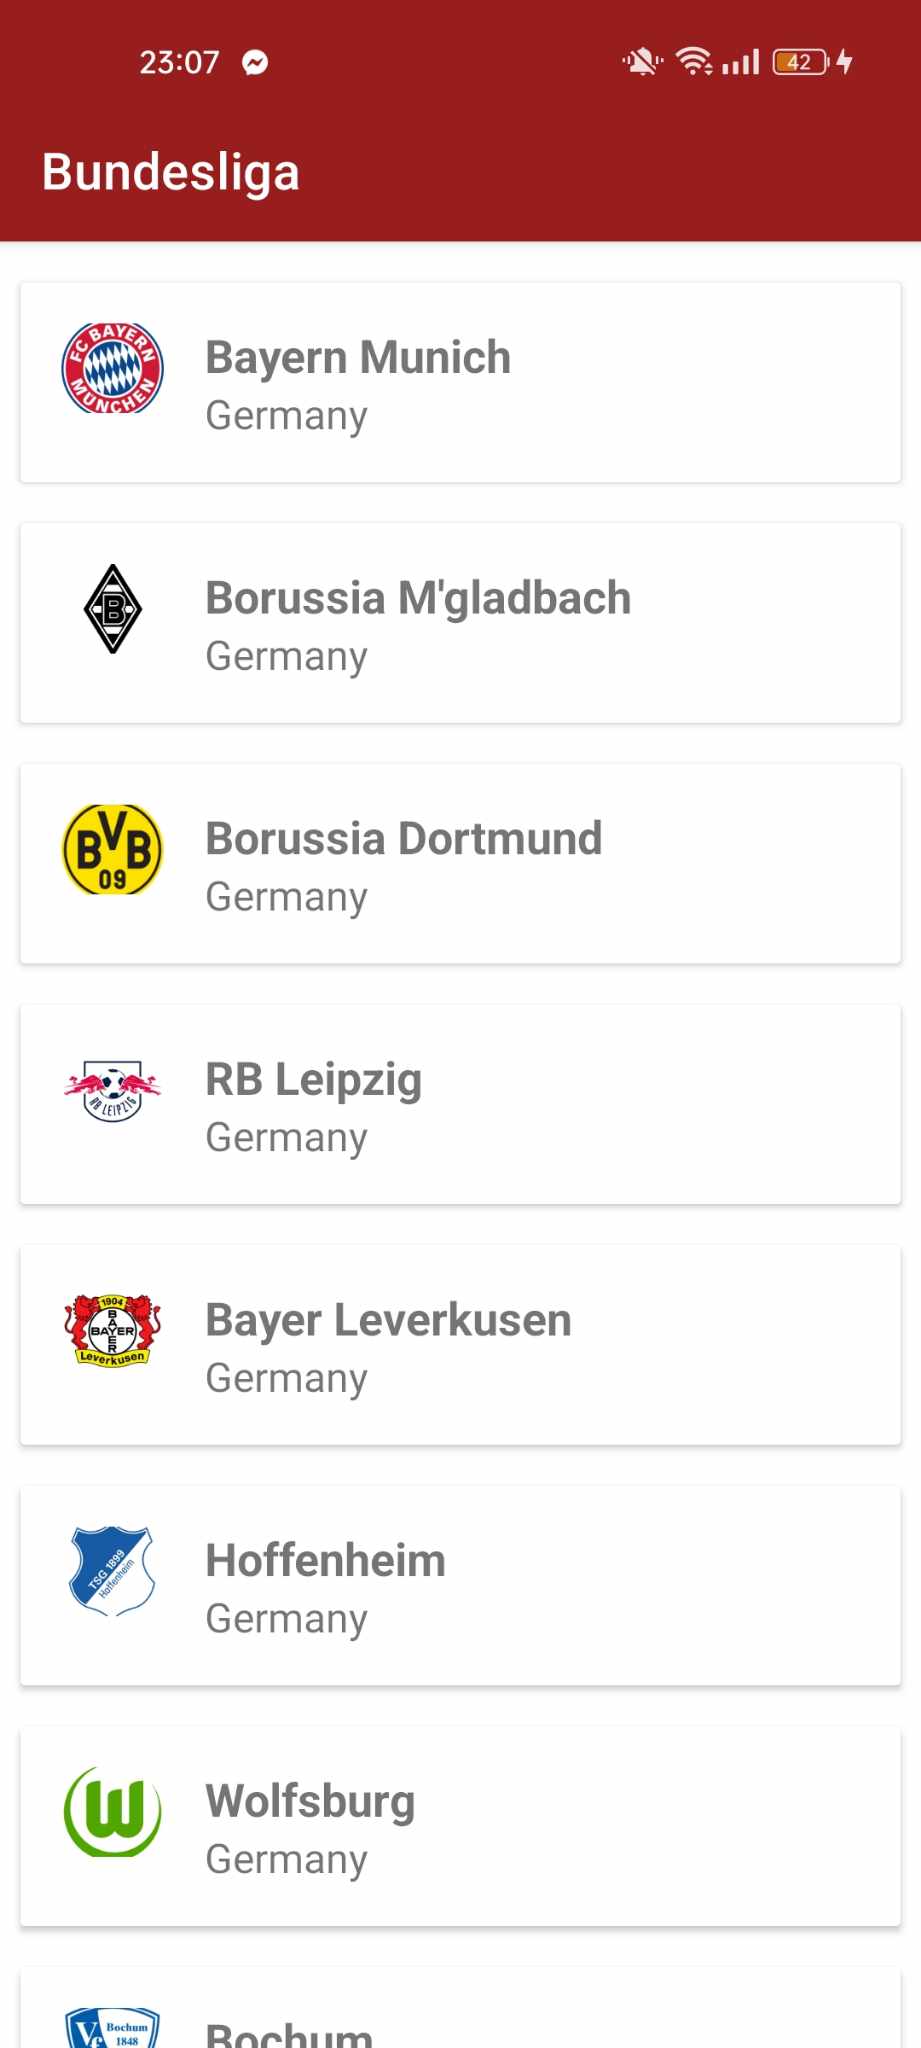 23:07
42
Bundesliga
FC BAYERN
MÜNCHEN
Bayern Munich
Germany
B
Borussia M'gladbach
Germany
BVB
09
Borussia Dortmund
Germany
RB LEIPZIG
RB Leipzig
Germany
1904
BAYER
BAYER
Leverkusen
Bayer Leverkusen
Germany
TSG 1899
Hoffenheim
Hoffenheim
Germany
W
Wolfsburg
Germany
VfL
Bochum
1848
Bochum